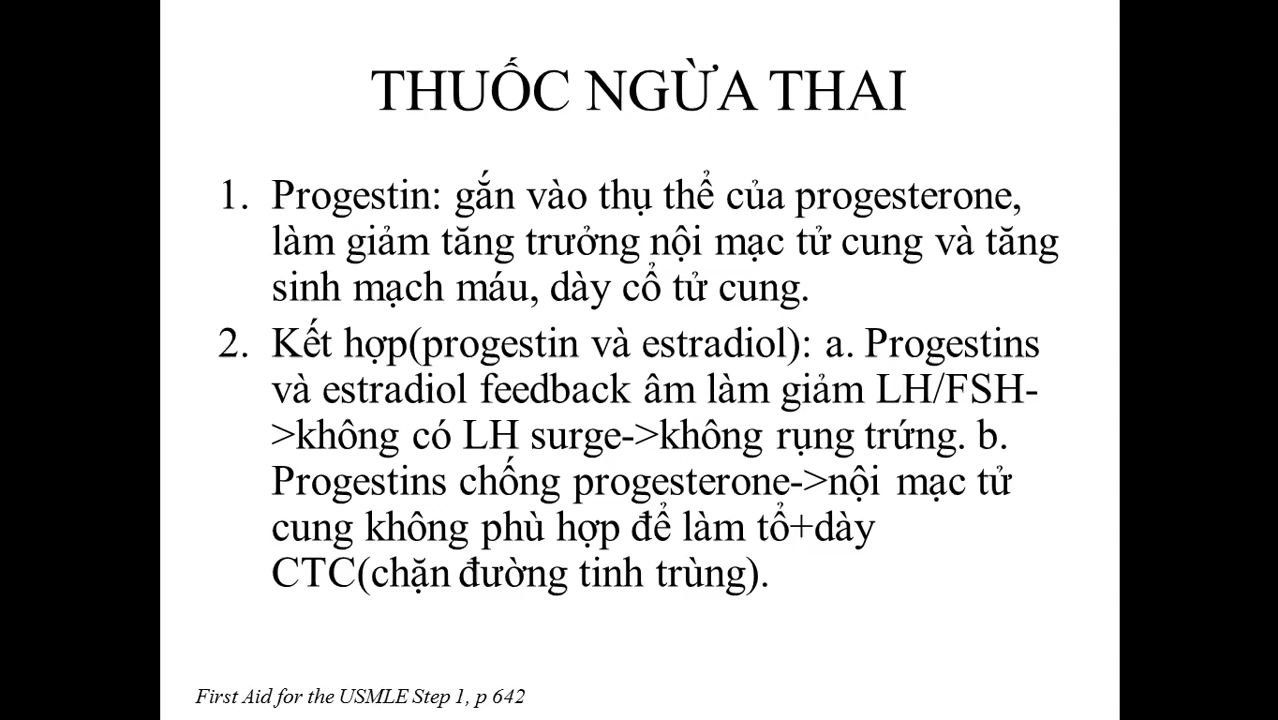 THUỐC NGỪA THAI
1. Progestin: gắn vào thụ thể của progesterone,
làm giảm tăng trưởng nội mạc tử cung và tăng
sinh mạch máu, dày cổ tử cung.
2. Kết hợp(progestin và estradiol): a. Progestins
và estradiol feedback âm làm giảm LH/FSH-
>không có LH surge->không rụng trứng. b.
Progestins chống progesterone->nội mạc tử
cung không phù hợp để làm tổ+dày
CTC(chặn đường tinh trùng).
First Aid for the USMLE Step 1, p 642